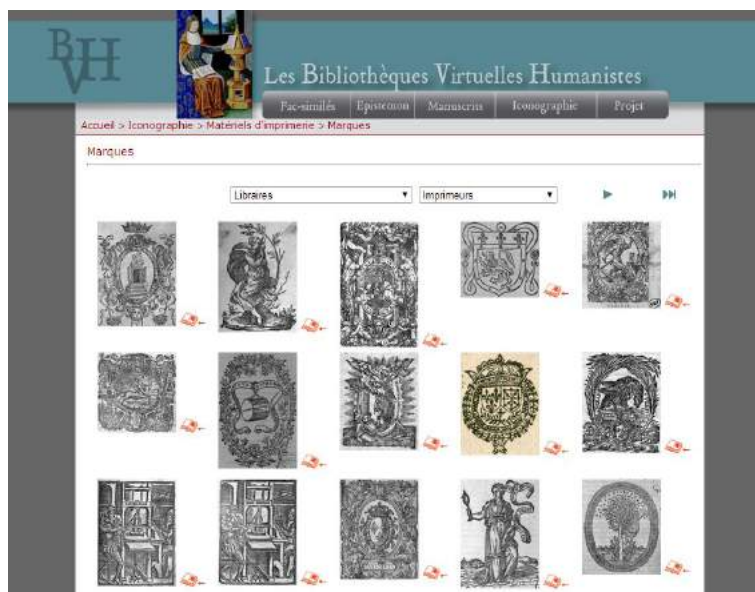 BVH
Les Bibliothèques Virtuelles Humanistes
Fac-similés Epistemon Manuscrits Iconographie Projet
Accueil > Iconographie > Matériels d'imprimerie > Marques
Marques
Libraires Imprimeurs